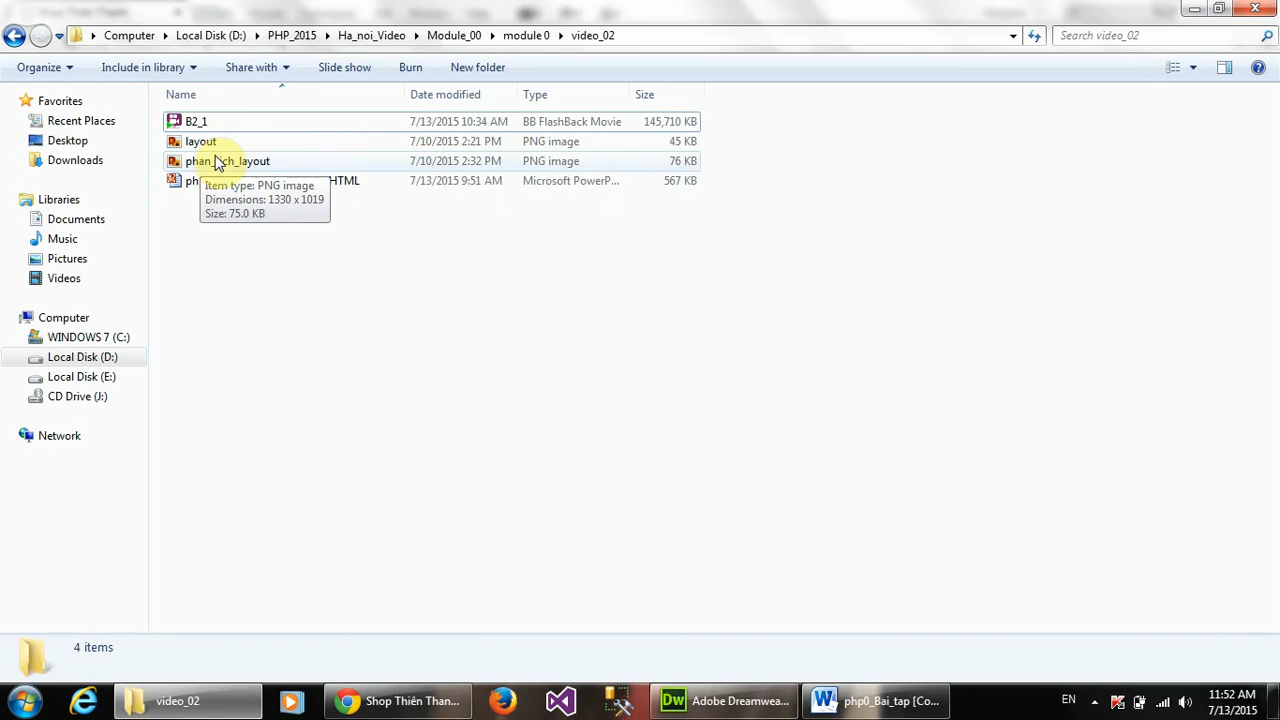 Computer ▸ Local Disk (D:) ▸ PHP_2015 ▸ Ha_noi_Video ▸ Module_00 ▸ module 0 ▸ video_02
Search video_02
Organize Include in library Share with Slide show Burn New folder
Name Date modified Type Size
B2_1 7/13/2015 10:34 AM BB FlashBack Movie 145,710 KB
layout 7/10/2015 2:21 PM PNG image 45 KB
phan_ich_layout 7/10/2015 2:32 PM PNG image 76 KB
ph HTML 7/13/2015 9:51 AM Microsoft PowerP... 567 KB
Item type: PNG image
Dimensions: 1330 x 1019
Size: 75.0 KB
Favorites
Recent Places
Desktop
Downloads
Libraries
Documents
Music
Pictures
Videos
Computer
WINDOWS 7 (C:)
Local Disk (D:)
Local Disk (E:)
CD Drive (J:)
Network
4 items
video_02
Shop Thiên Than...
Dw Adobe Dreamwea...
php0_Bai_tap [Co...
EN
11:52 AM
7/13/2015